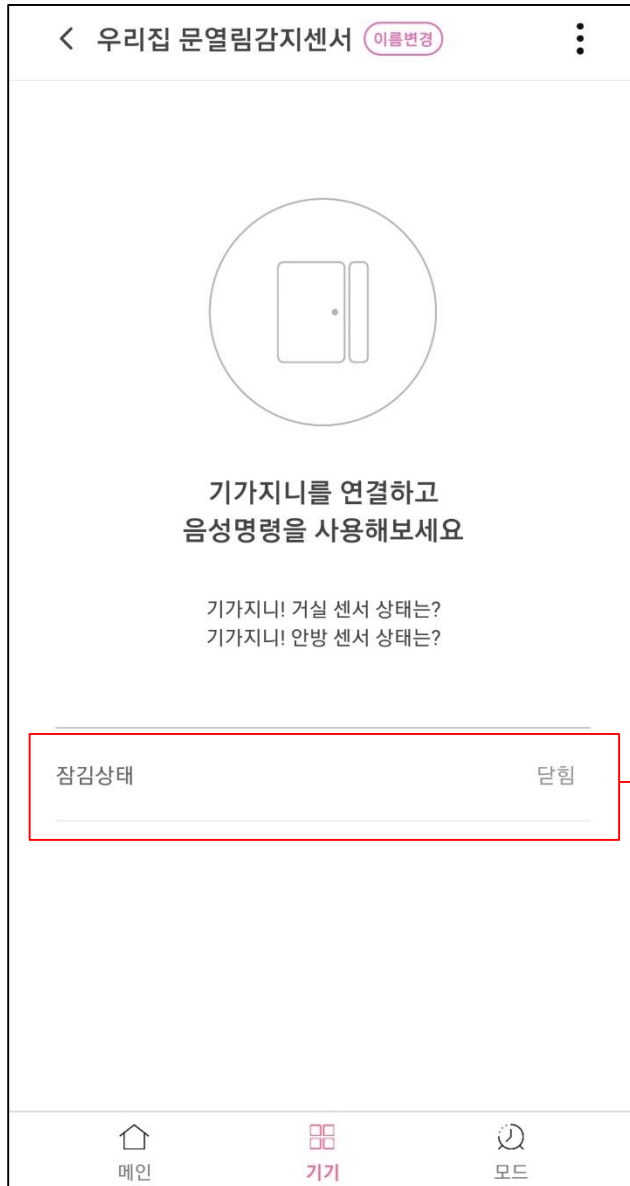 우리집 문열림감지센서 이름변경
기가지니를 연결하고
음성명령을 사용해보세요
기가지니! 거실 센서 상태는?
기가지니! 안방 센서 상태는?
잠김상태 닫힘
메인 기기 모드